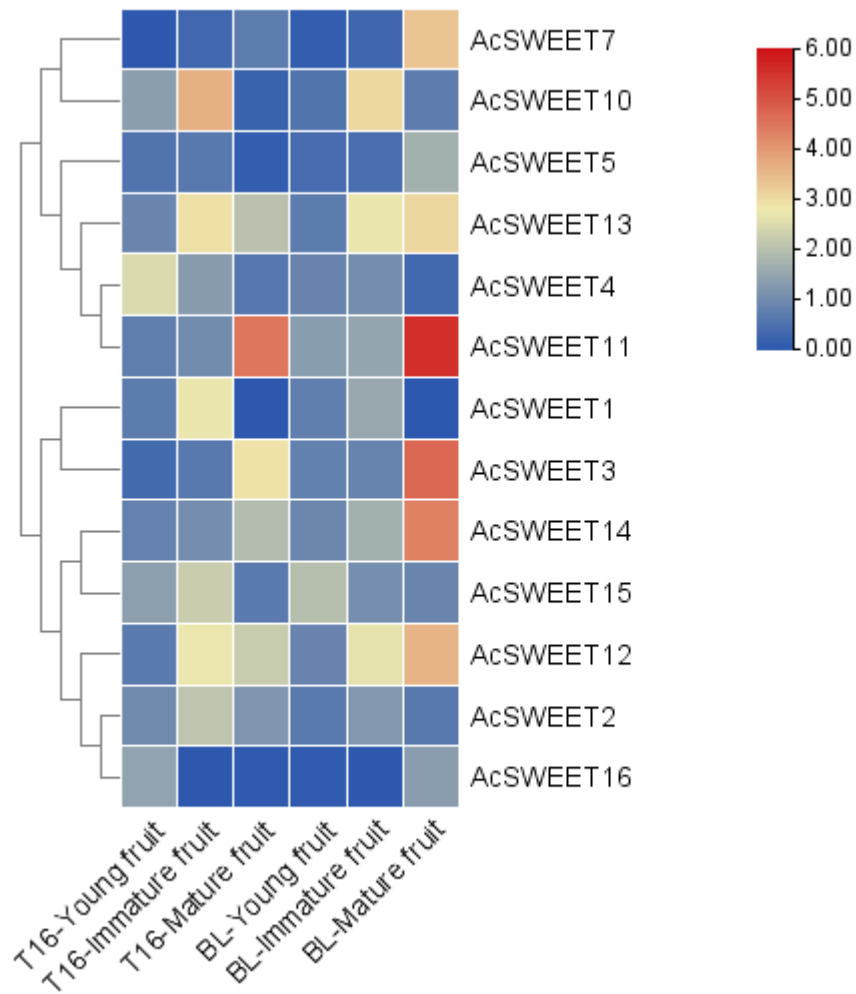 AcSWEET7
AcSWEET10
AcSWEET5
AcSWEET13
AcSWEET4
AcSWEET11
AcSWEET1
AcSWEET3
AcSWEET14
AcSWEET15
AcSWEET12
AcSWEET2
AcSWEET16
T16-Young fruit
T16-Immature fruit
T16-Mature fruit
BL-Young fruit
BL-Immature fruit
BL-Mature fruit
6.00
5.00
4.00
3.00
2.00
1.00
0.00